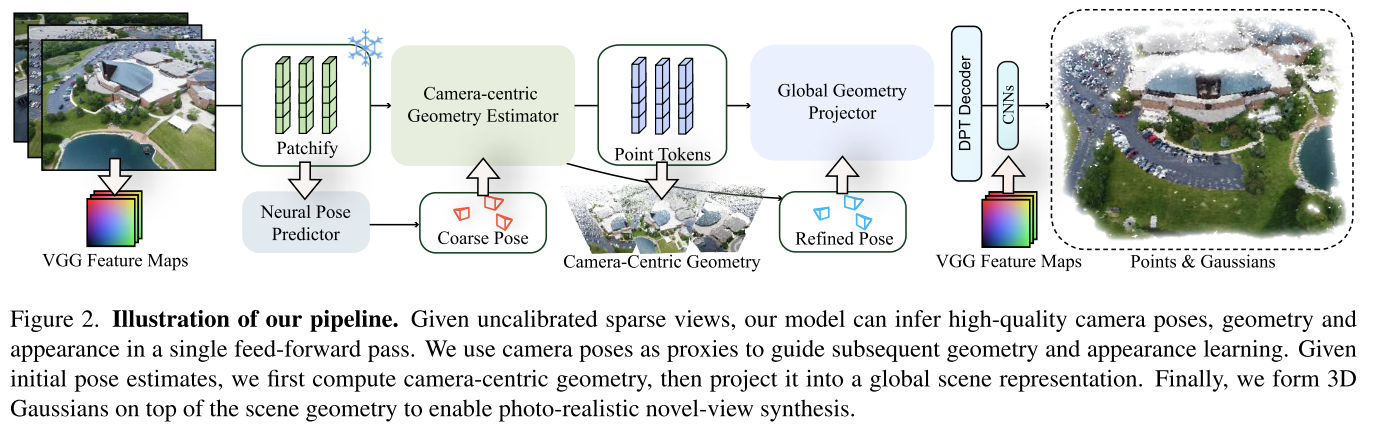 Patchify
Camera-centric
Geometry Estimator
Point Tokens
Global Geometry
Projector
DPT Decoder
CNNs
Neural Pose
Predictor
Coarse Pose
Refined Pose
VGG Feature Maps
Camera-Centric Geometry
VGG Feature Maps
Points & Gaussians
Figure 2. Illustration of our pipeline. Given uncalibrated sparse views, our model can infer high-quality camera poses, geometry and
appearance in a single feed-forward pass. We use camera poses as proxies to guide subsequent geometry and appearance learning. Given
initial pose estimates, we first compute camera-centric geometry, then project it into a global scene representation. Finally, we form 3D
Gaussians on top of the scene geometry to enable photo-realistic novel-view synthesis.